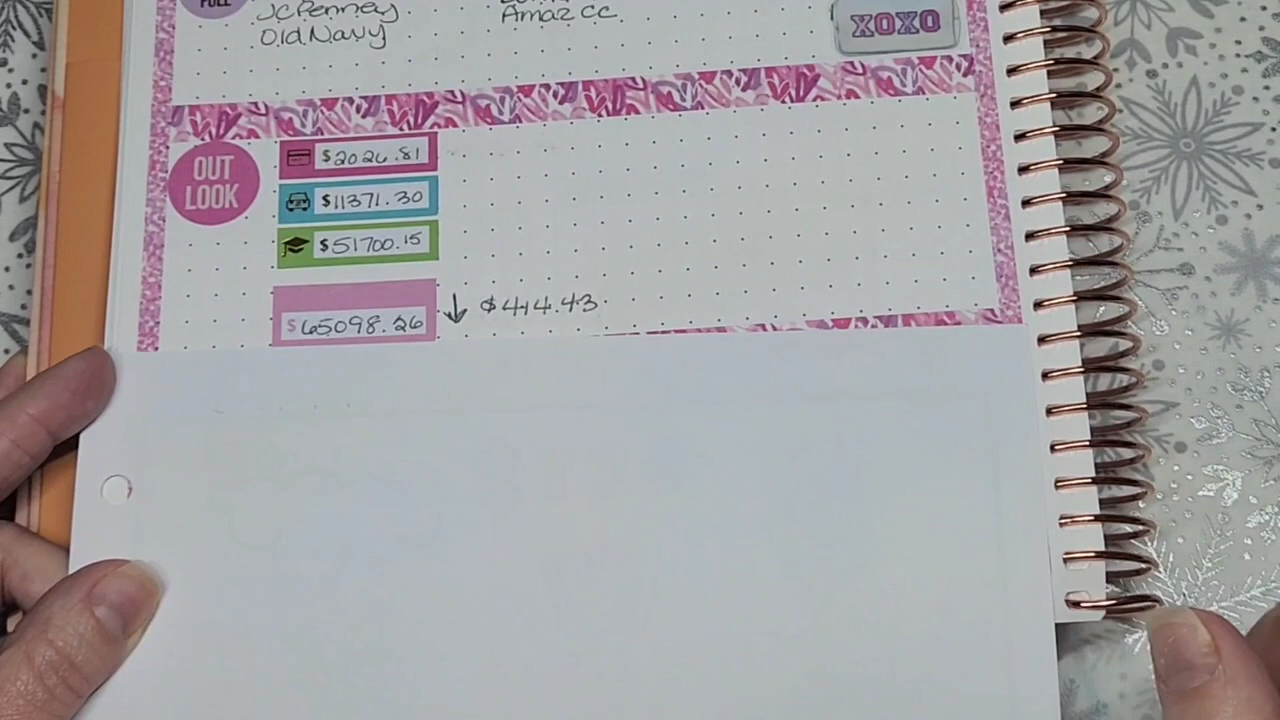 FULL
JCPenney
Old Navy
Amaz CC
XOXO
OUT
LOOK
$2026.81
$11371.30
$51700.15
$65098.26
↓ $444.43